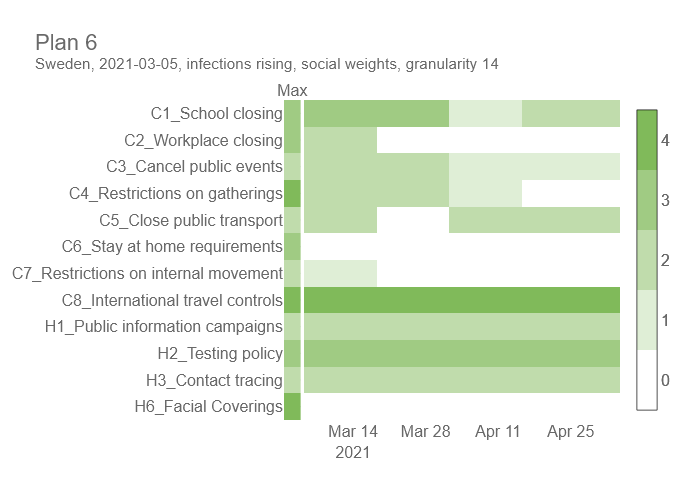 Plan 6
Sweden, 2021-03-05, infections rising, social weights, granularity 14
Max
C1_School closing
C2_Workplace closing
C3_Cancel public events
C4_Restrictions on gatherings
C5_Close public transport
C6_Stay at home requirements
C7_Restrictions on internal movement
C8_International travel controls
H1_Public information campaigns
H2_Testing policy
H3_Contact tracing
H6_Facial Coverings
Mar 14 Mar 28 Apr 11 Apr 25
2021
4
3
2
1
0